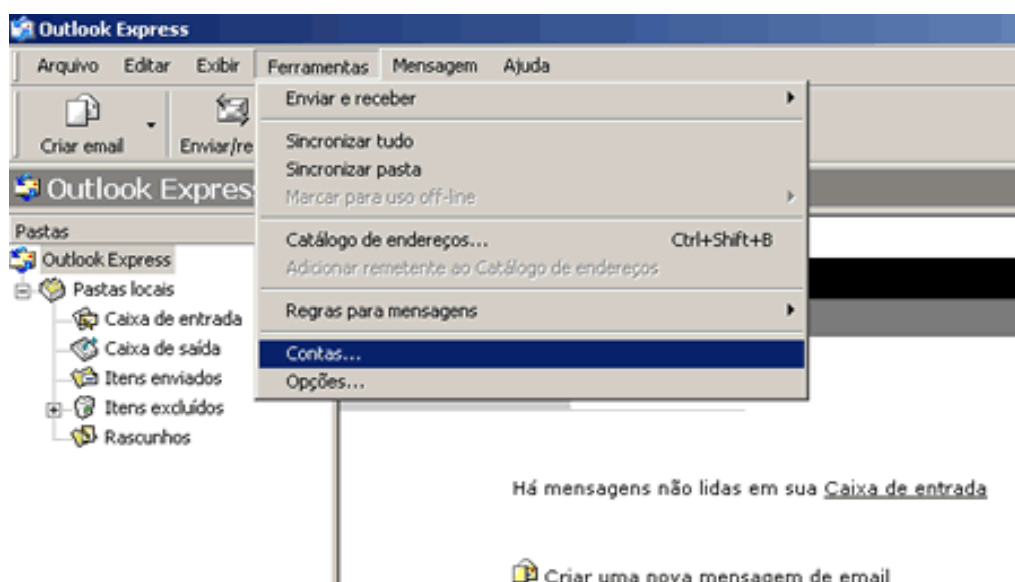 Outlook Express
Arquivo Editar Exibir Ferramentas Mensagem Ajuda
Criar email Enviar/re
Enviar e receber
Sincronizar tudo
Sincronizar pasta
Marcar para uso off-line
Catálogo de endereços... Ctrl+Shift+B
Adicionar remetente ao Catálogo de endereços
Regras para mensagens
Contas...
Opções...
Outlook Express
Pastas
Outlook Express
Pastas locais
Caixa de entrada
Caixa de saída
Itens enviados
Itens excluídos
Rascunhos
Há mensagens não lidas em sua Caixa de entrada
Criar uma nova mensagem de email